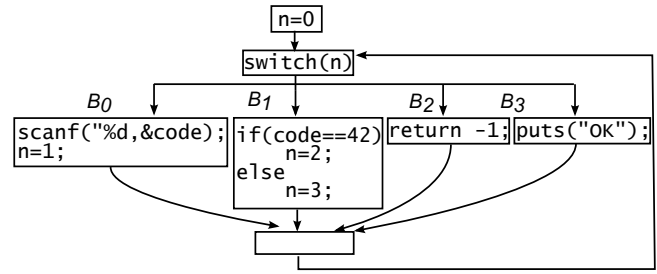 n=0
switch(n)
B0
B1
B2
B3
scanf("%d,&code);
n=1;
if(code==42)
n=2;
else
n=3;
return -1;
puts("OK");